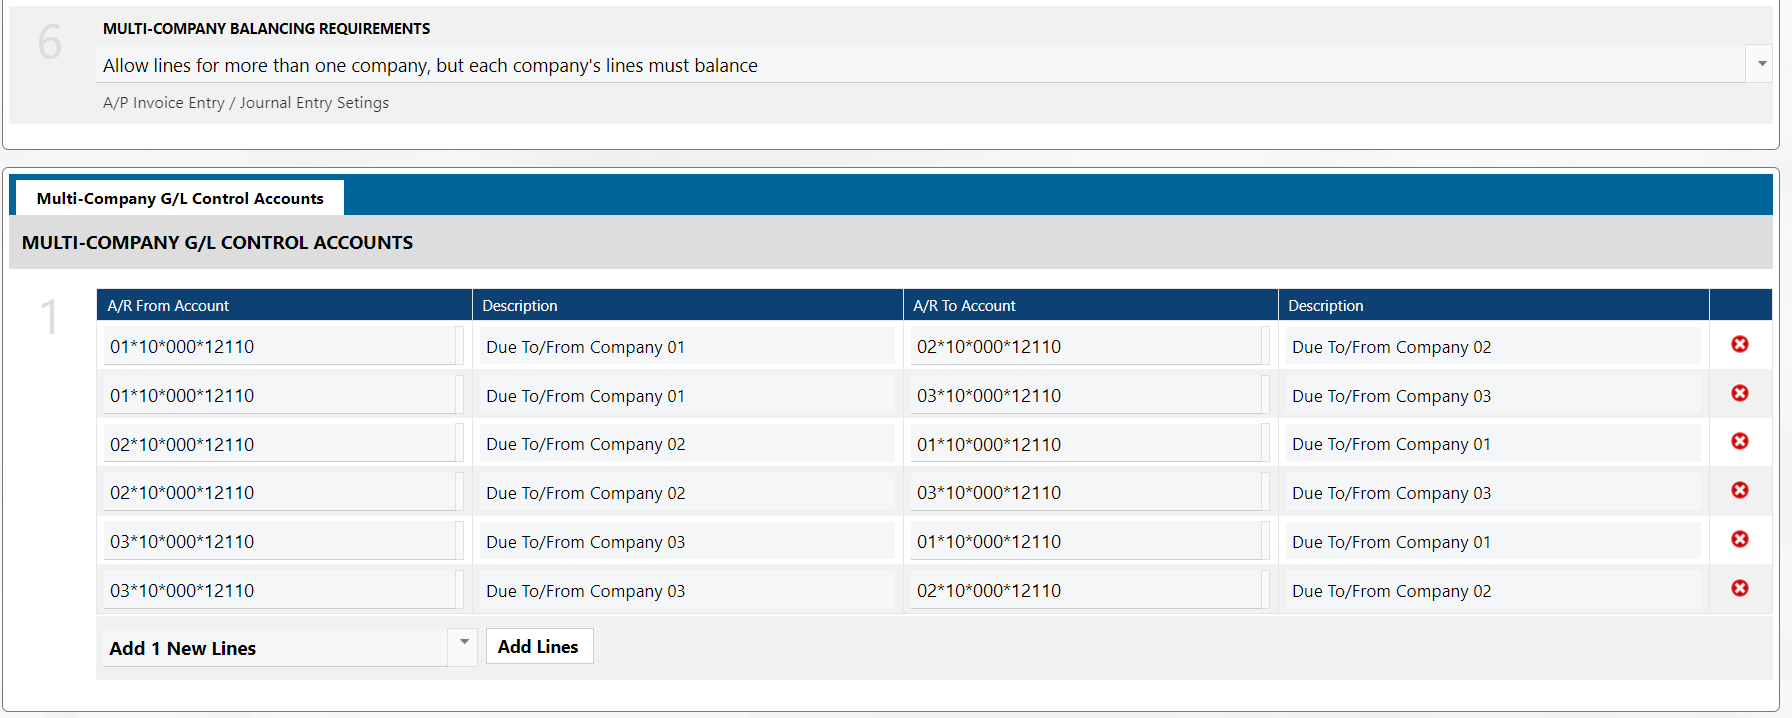 6
MULTI-COMPANY BALANCING REQUIREMENTS
Allow lines for more than one company, but each company's lines must balance
A/P Invoice Entry / Journal Entry Setings
Multi-Company G/L Control Accounts
MULTI-COMPANY G/L CONTROL ACCOUNTS
1
A/R From Account Description A/R To Account Description
01*10*000*12110 Due To/From Company 01 02*10*000*12110 Due To/From Company 02
01*10*000*12110 Due To/From Company 01 03*10*000*12110 Due To/From Company 03
02*10*000*12110 Due To/From Company 02 01*10*000*12110 Due To/From Company 01
02*10*000*12110 Due To/From Company 02 03*10*000*12110 Due To/From Company 03
03*10*000*12110 Due To/From Company 03 01*10*000*12110 Due To/From Company 01
03*10*000*12110 Due To/From Company 03 02*10*000*12110 Due To/From Company 02
Add 1 New Lines Add Lines